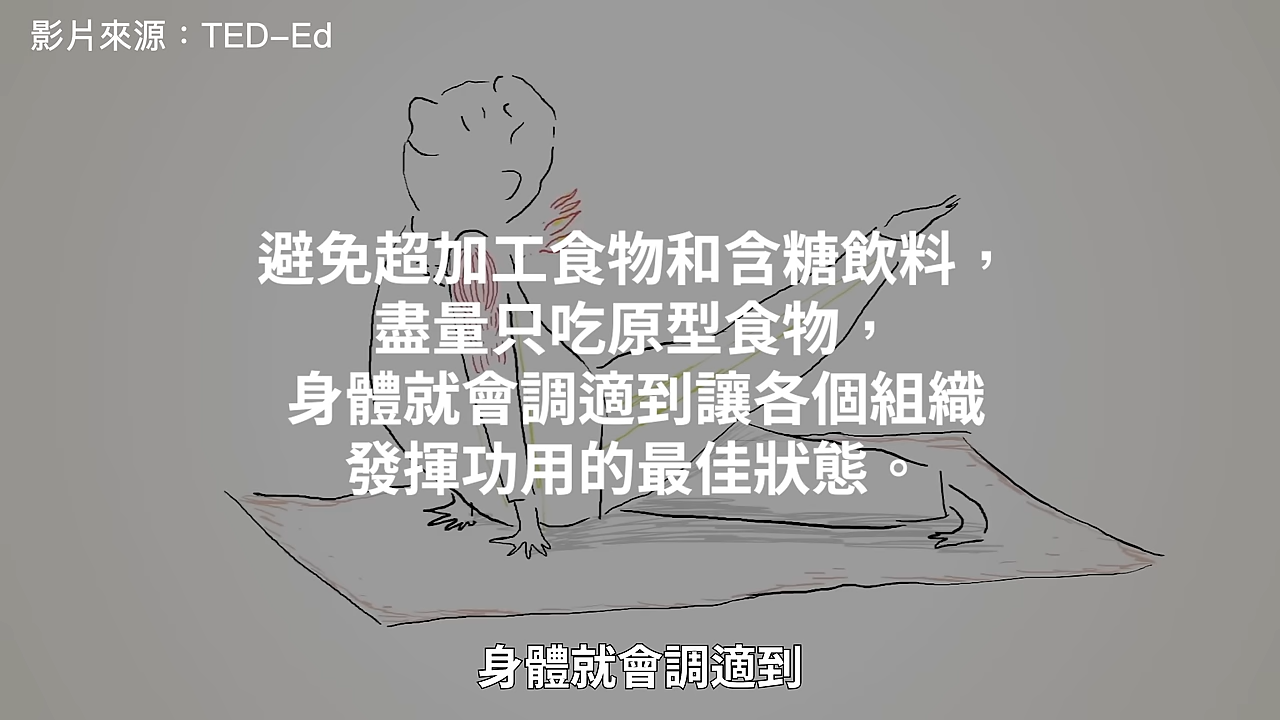 影片來源：TED-Ed
避免超加工食物和含糖飲料，
盡量只吃原型食物，
身體就會調適到讓各個組織
發揮功用的最佳狀態。
身體就會調適到